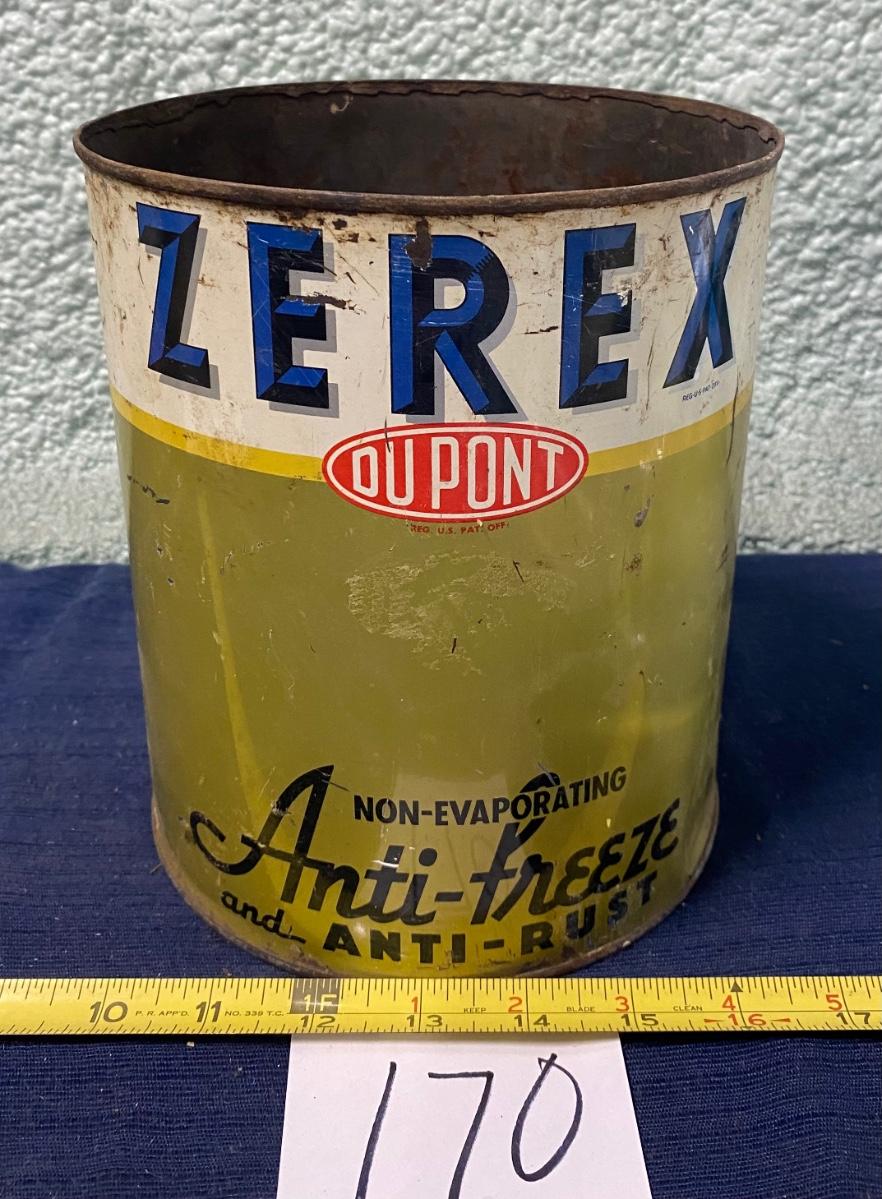 ZEREX
REG·U·S·PAT·OFF·
DU PONT
REG. U.S. PAT. OFF.
NON-EVAPORATING
Anti-freeze
and ANTI-RUST
10 P. R. APP'D. 11 NO. 339 T.C. 1F 1 KEEP 2 BLADE 3 CLEAN 4 5
12 13 14 15 16 17
170